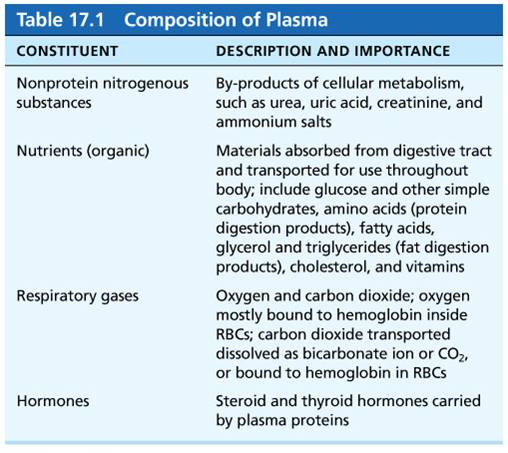 Table 17.1 Composition of Plasma
CONSTITUENT DESCRIPTION AND IMPORTANCE
Nonprotein nitrogenous substances By-products of cellular metabolism,
such as urea, uric acid, creatinine, and
ammonium salts
Nutrients (organic) Materials absorbed from digestive tract
and transported for use throughout
body; include glucose and other simple
carbohydrates, amino acids (protein
digestion products), fatty acids,
glycerol and triglycerides (fat digestion
products), cholesterol, and vitamins
Respiratory gases Oxygen and carbon dioxide; oxygen
mostly bound to hemoglobin inside
RBCs; carbon dioxide transported
dissolved as bicarbonate ion or CO₂,
or bound to hemoglobin in RBCs
Hormones Steroid and thyroid hormones carried
by plasma proteins